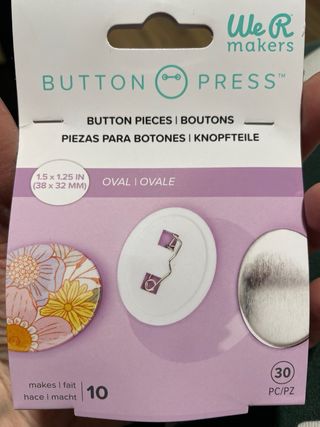 We R
makers
BUTTON PRESS™
BUTTON PIECES | BOUTONS
PIEZAS PARA BOTONES | KNOPFTEILE
1.5 x 1.25 IN
(38 x 32 MM)
OVAL | OVALE
makes | fait
hace | macht
10
30
PC/PZ